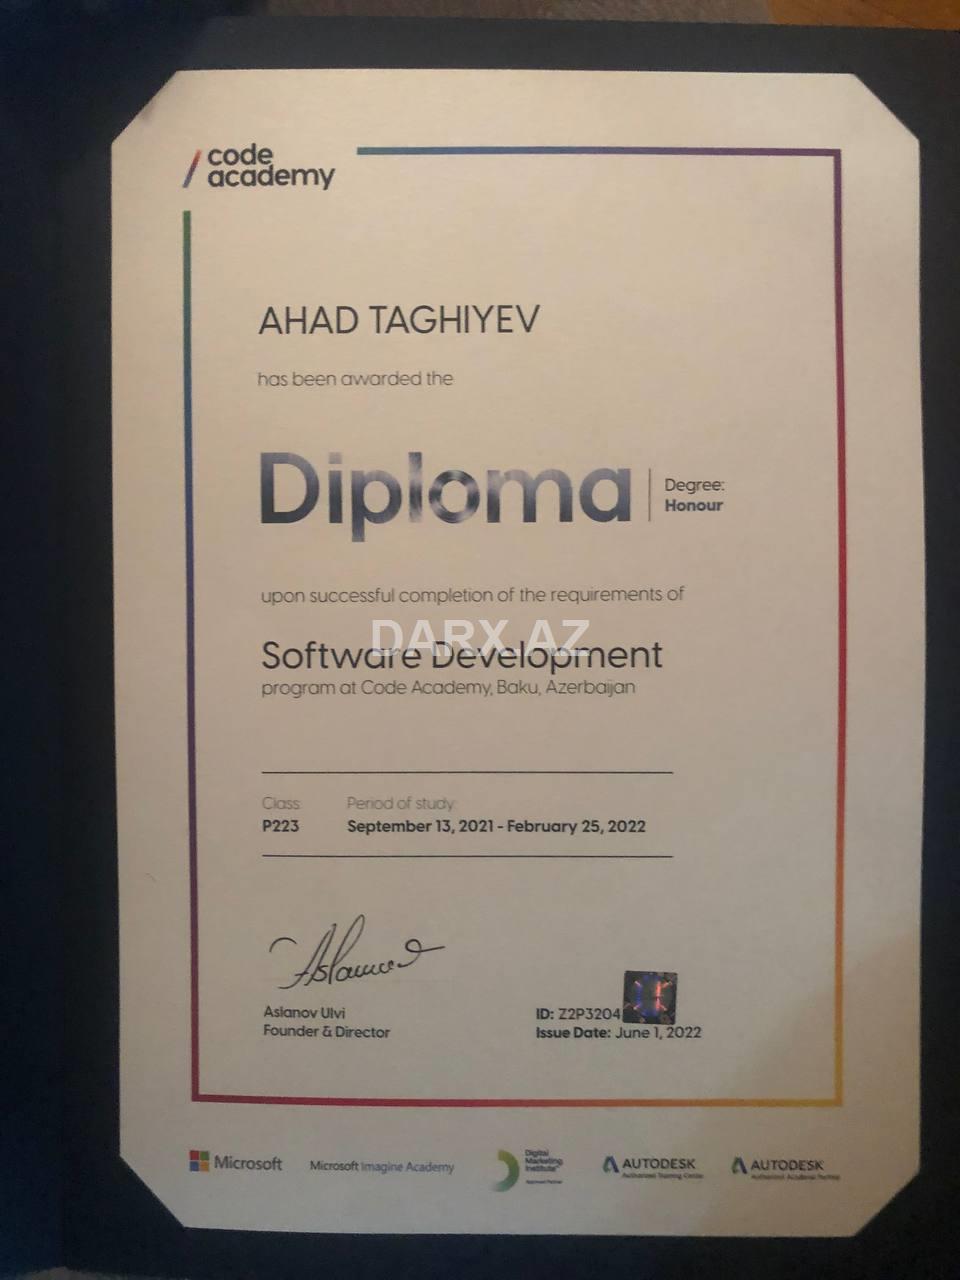 code
academy
AHAD TAGHIYEV
has been awarded the
Diploma
Degree:
Honour
upon successful completion of the requirements of
DARX.AZ
Software Development
program at Code Academy, Baku, Azerbaijan
Class:
Period of study:
P223
September 13, 2021 - February 25, 2022
Aslanov Ulvi
Founder & Director
ID: Z2P3204
Issue Date: June 1, 2022
Microsoft
Microsoft Imagine Academy
Digital
Marketing
Institute
Approved Partner
AUTODESK
Authorized Training Center
AUTODESK
Authorized Academic Partner